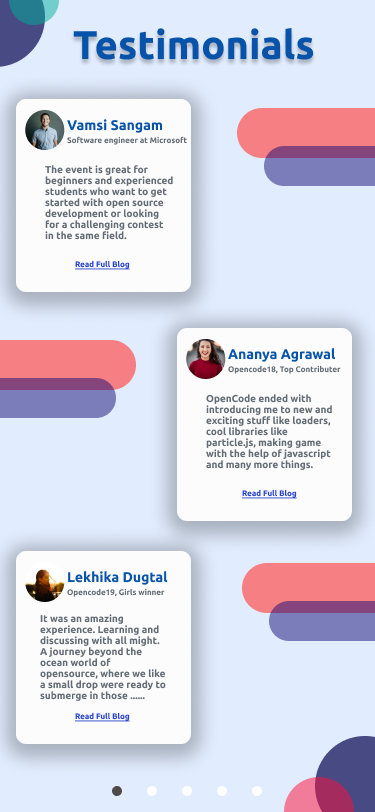 Testimonials
Vamsi Sangam
Software engineer at Microsoft
The event is great for
beginners and experienced
students who want to get
started with open source
development or looking
for a challenging contest
in the same field.
Read Full Blog
Ananya Agrawal
Opencode18, Top Contributer
OpenCode ended with
introducing me to new and
exciting stuff like loaders,
cool libraries like
particle.js, making game
with the help of javascript
and many more things.
Read Full Blog
Lekhika Dugtal
Opencode19, Girls winner
It was an amazing
experience. Learning and
discussing with all might.
A journey beyond the
ocean world of
opensource, where we like
a small drop were ready to
submerge in those ......
Read Full Blog